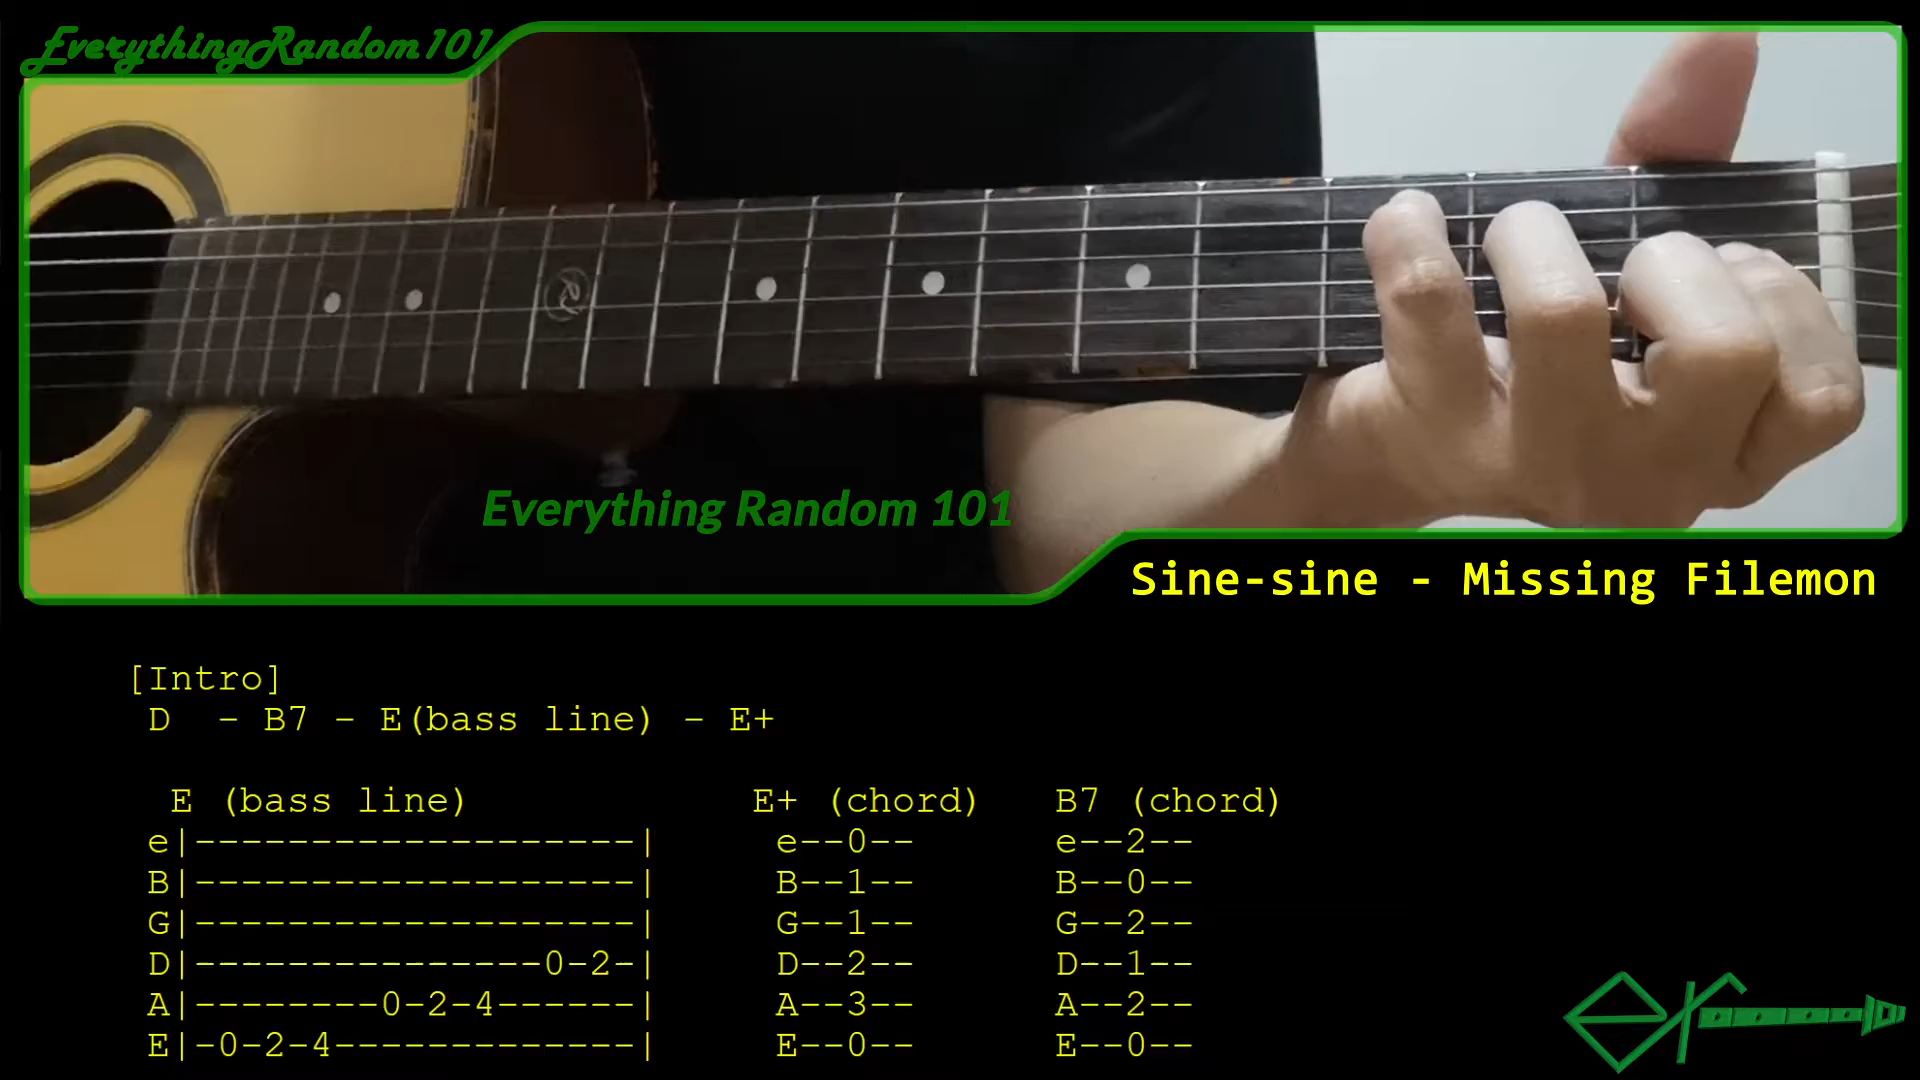 EverythingRandom101
Everything Random 101
Sine-sine - Missing Filemon
[Intro]
D  - B7 - E(bass line) - E+
E (bass line) E+ (chord) B7 (chord)
e|-------------------| e--0-- e--2--
B|-------------------| B--1-- B--0--
G|-------------------| G--1-- G--2--
D|---------------0-2-| D--2-- D--1--
A|--------0-2-4------| A--3-- A--2--
E|-0-2-4-------------| E--0-- E--0--
er